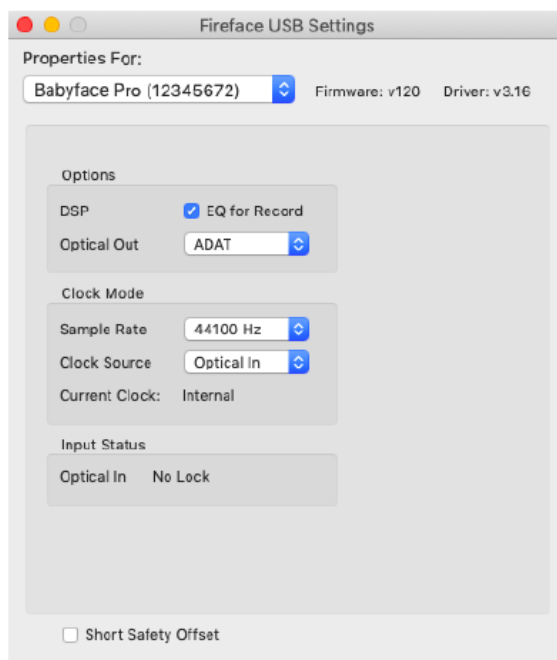 Fireface USB Settings
Properties For:
Babyface Pro (12345672) Firmware: v120 Driver: v3.16
Options
DSP EQ for Record
Optical Out ADAT
Clock Mode
Sample Rate 44100 Hz
Clock Source Optical In
Current Clock: Internal
Input Status
Optical In No Lock
Short Safety Offset